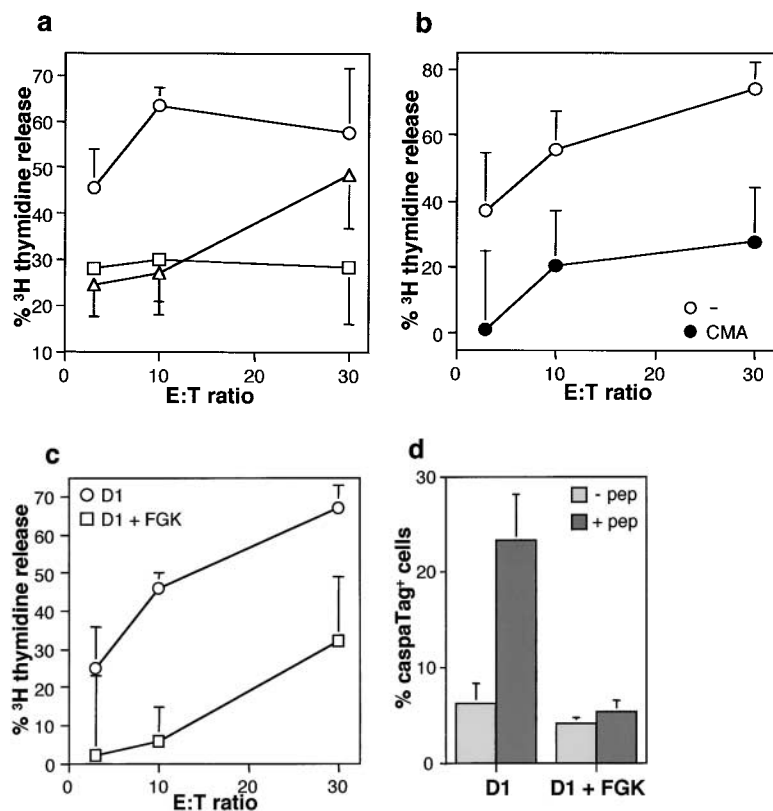 a
% ³H thymidine release
70
60
50
40
30
20
10
0
10
20
30
E:T ratio
b
% ³H thymidine release
80
60
40
20
0
-
CMA
0
10
20
30
E:T ratio
c
% ³H thymidine release
70
60
50
40
30
20
10
0
D1
D1 + FGK
0
10
20
30
E:T ratio
d
% caspaTag⁺ cells
30
20
10
0
- pep
+ pep
D1
D1 + FGK